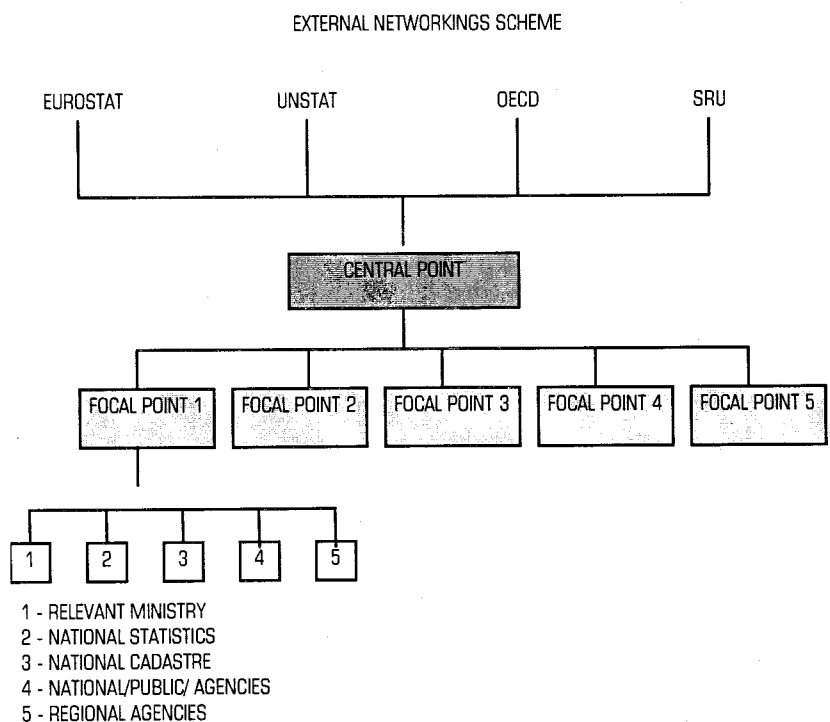 EXTERNAL NETWORKINGS SCHEME
EUROSTAT UNSTAT OECD SRU
CENTRAL POINT
FOCAL POINT 1 FOCAL POINT 2 FOCAL POINT 3 FOCAL POINT 4 FOCAL POINT 5
1 2 3 4 5
1 - RELEVANT MINISTRY
2 - NATIONAL STATISTICS
3 - NATIONAL CADASTRE
4 - NATIONAL/PUBLIC/ AGENCIES
5 - REGIONAL AGENCIES